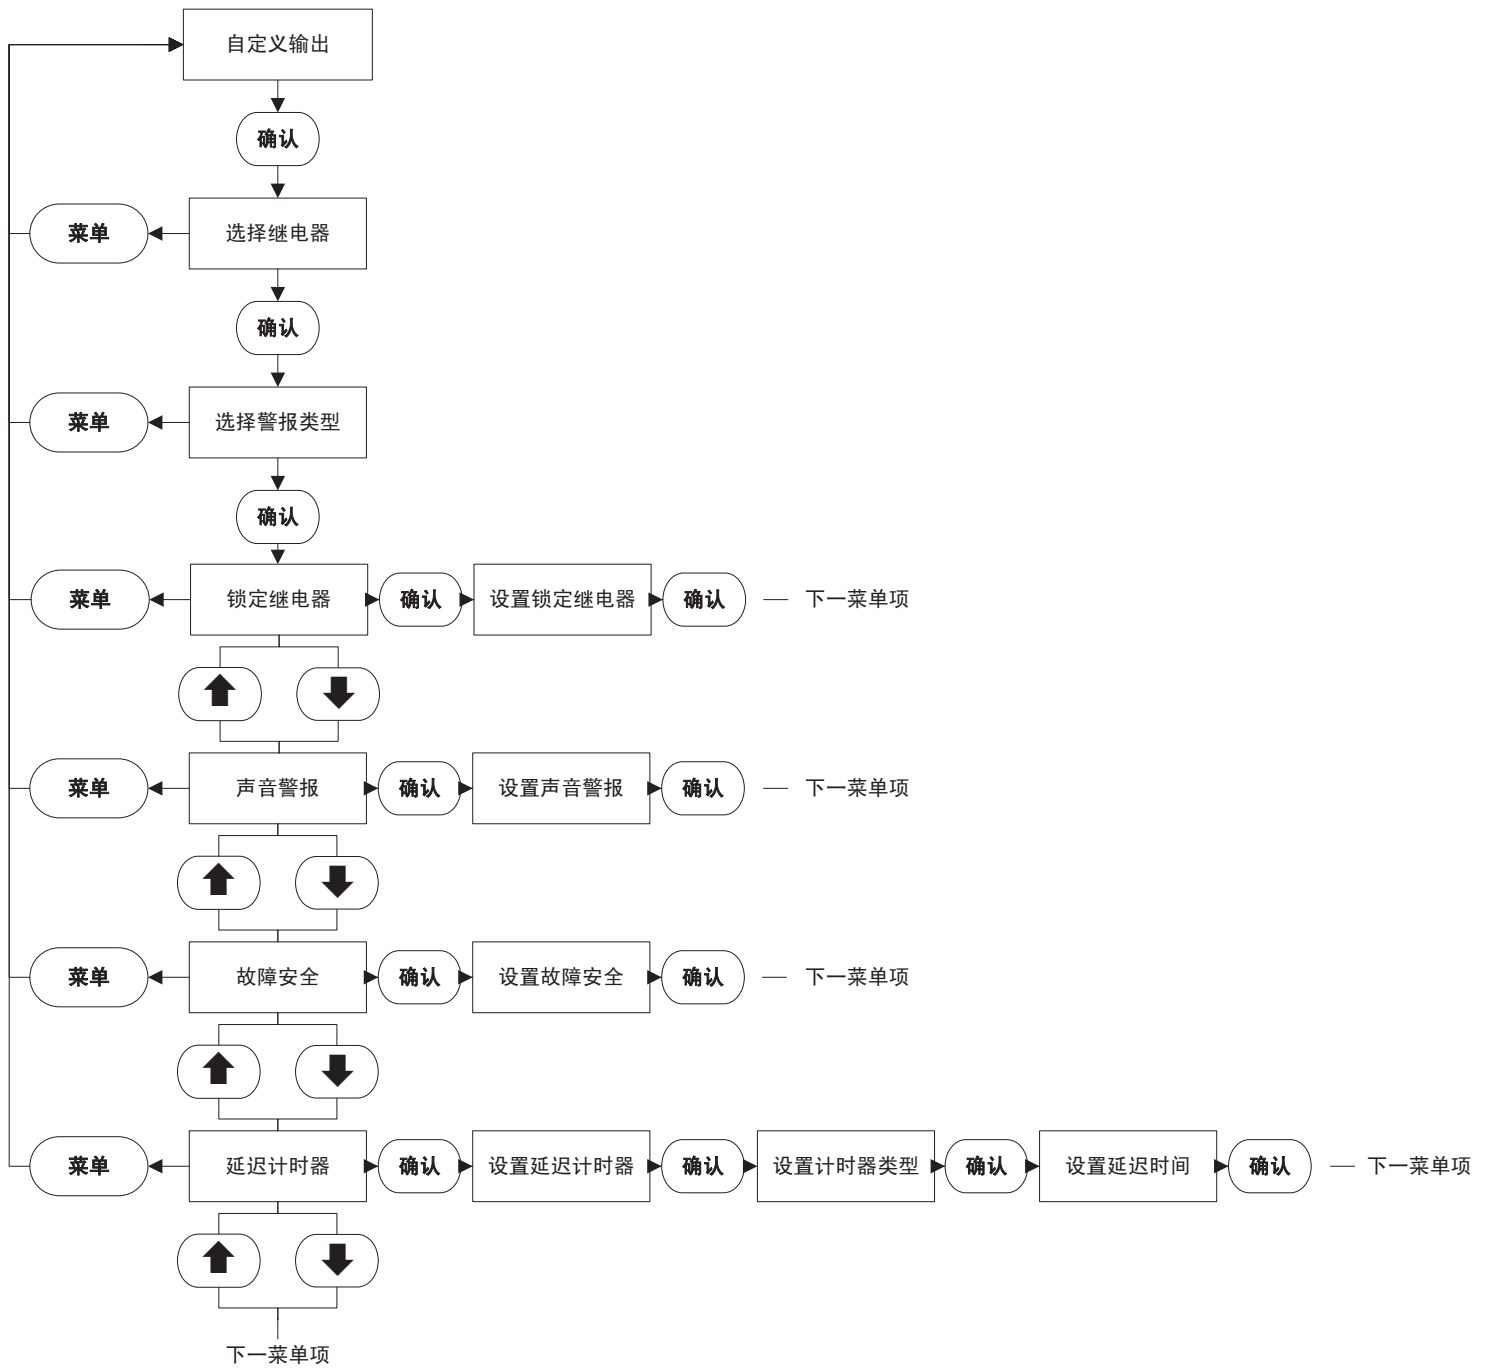 自定义输出
确认
菜单
选择继电器
确认
菜单
选择警报类型
确认
菜单
锁定继电器
确认
设置锁定继电器
确认
下一菜单项
菜单
声音警报
确认
设置声音警报
确认
下一菜单项
菜单
故障安全
确认
设置故障安全
确认
下一菜单项
菜单
延迟计时器
确认
设置延迟计时器
确认
设置计时器类型
确认
设置延迟时间
确认
下一菜单项
下一菜单项